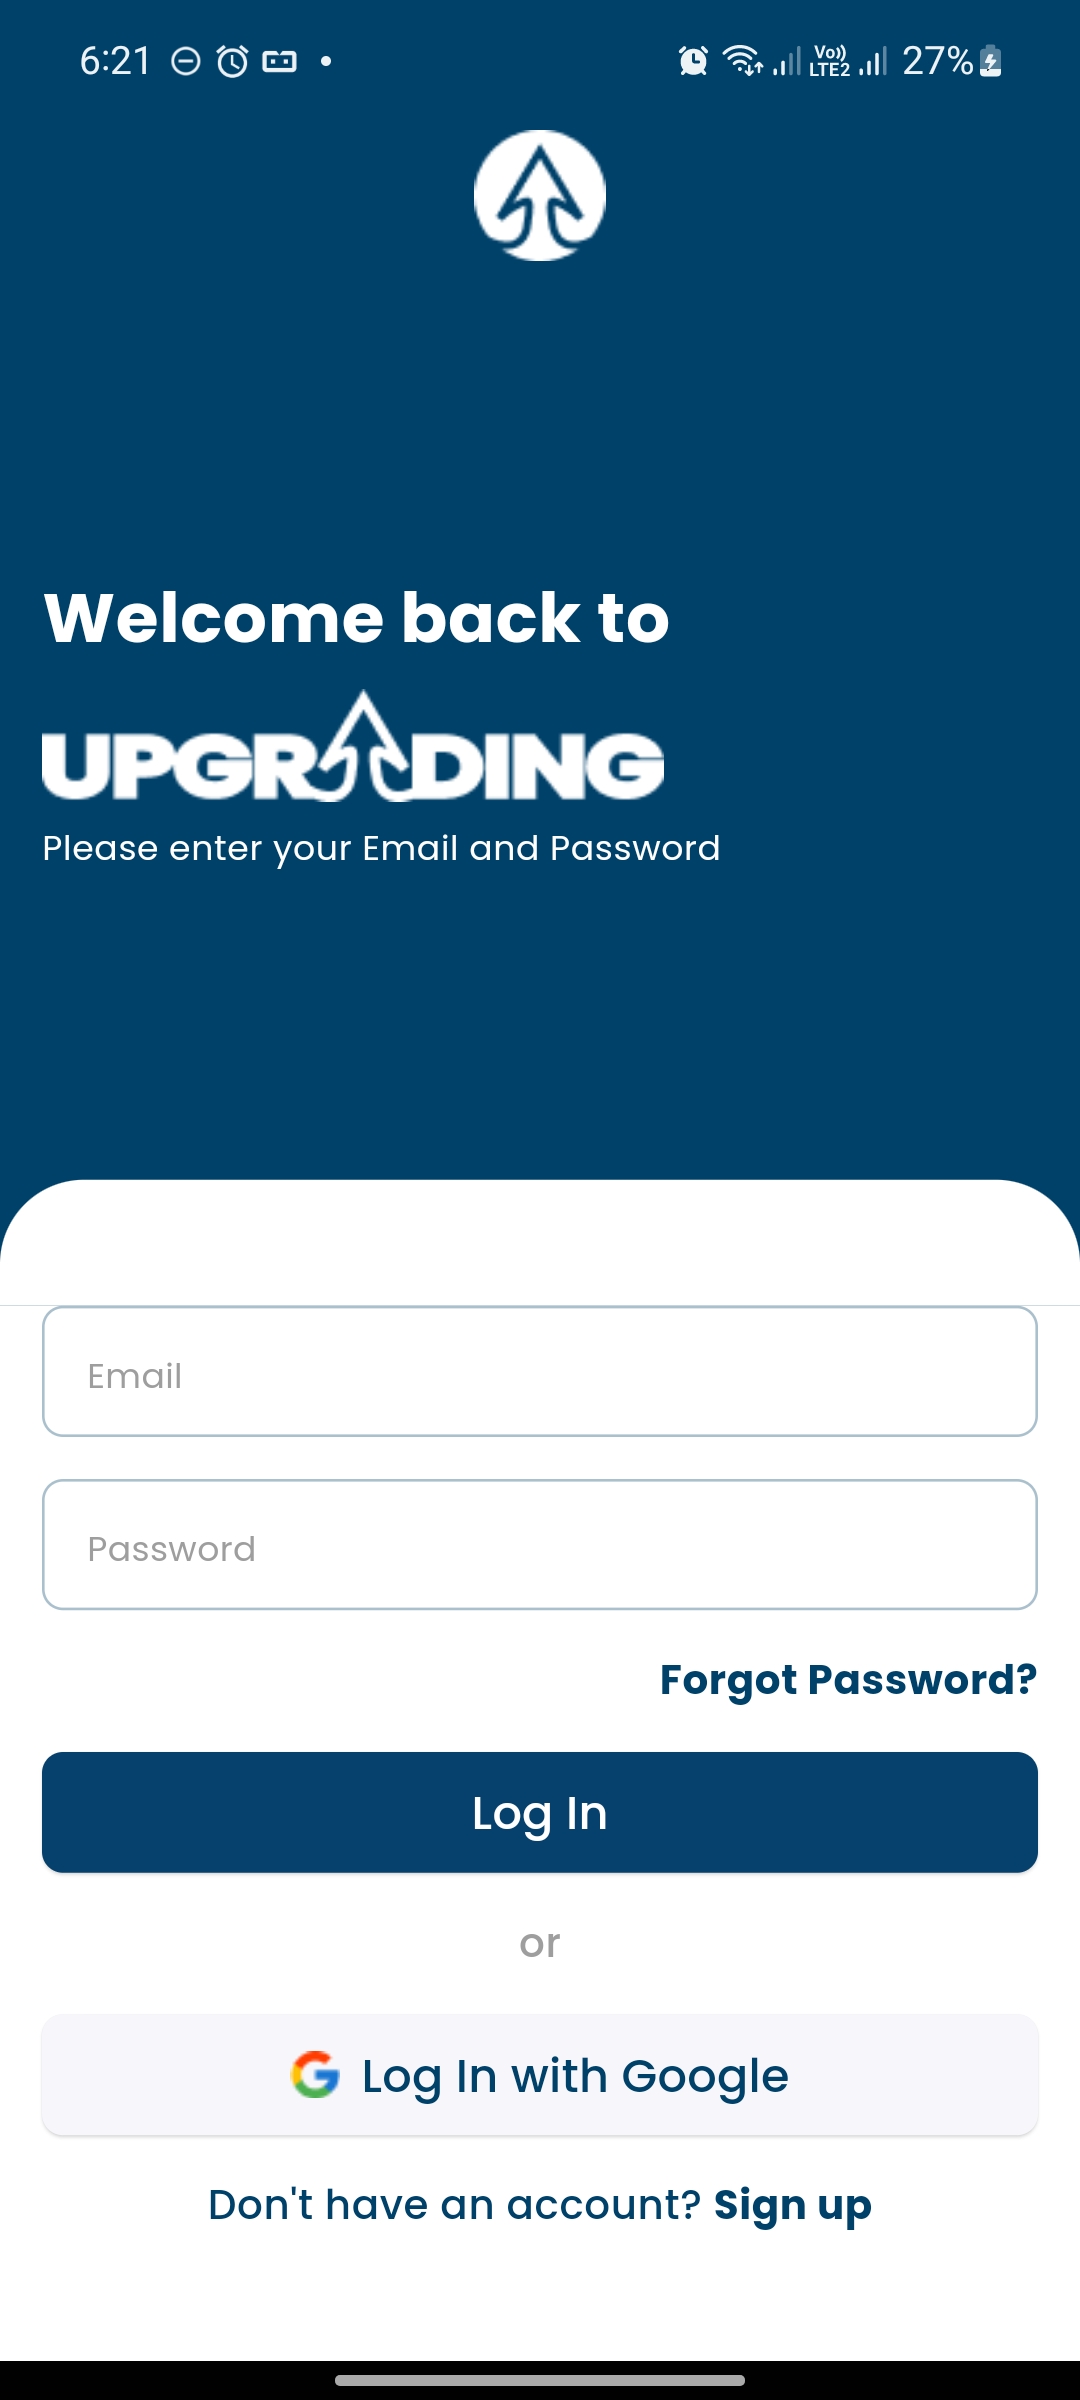 6:21 Vo)) LTE2 27%
Welcome back to
UPGRADING
Please enter your Email and Password
Email
Password
Forgot Password?
Log In
or
Log In with Google
Don't have an account? Sign up